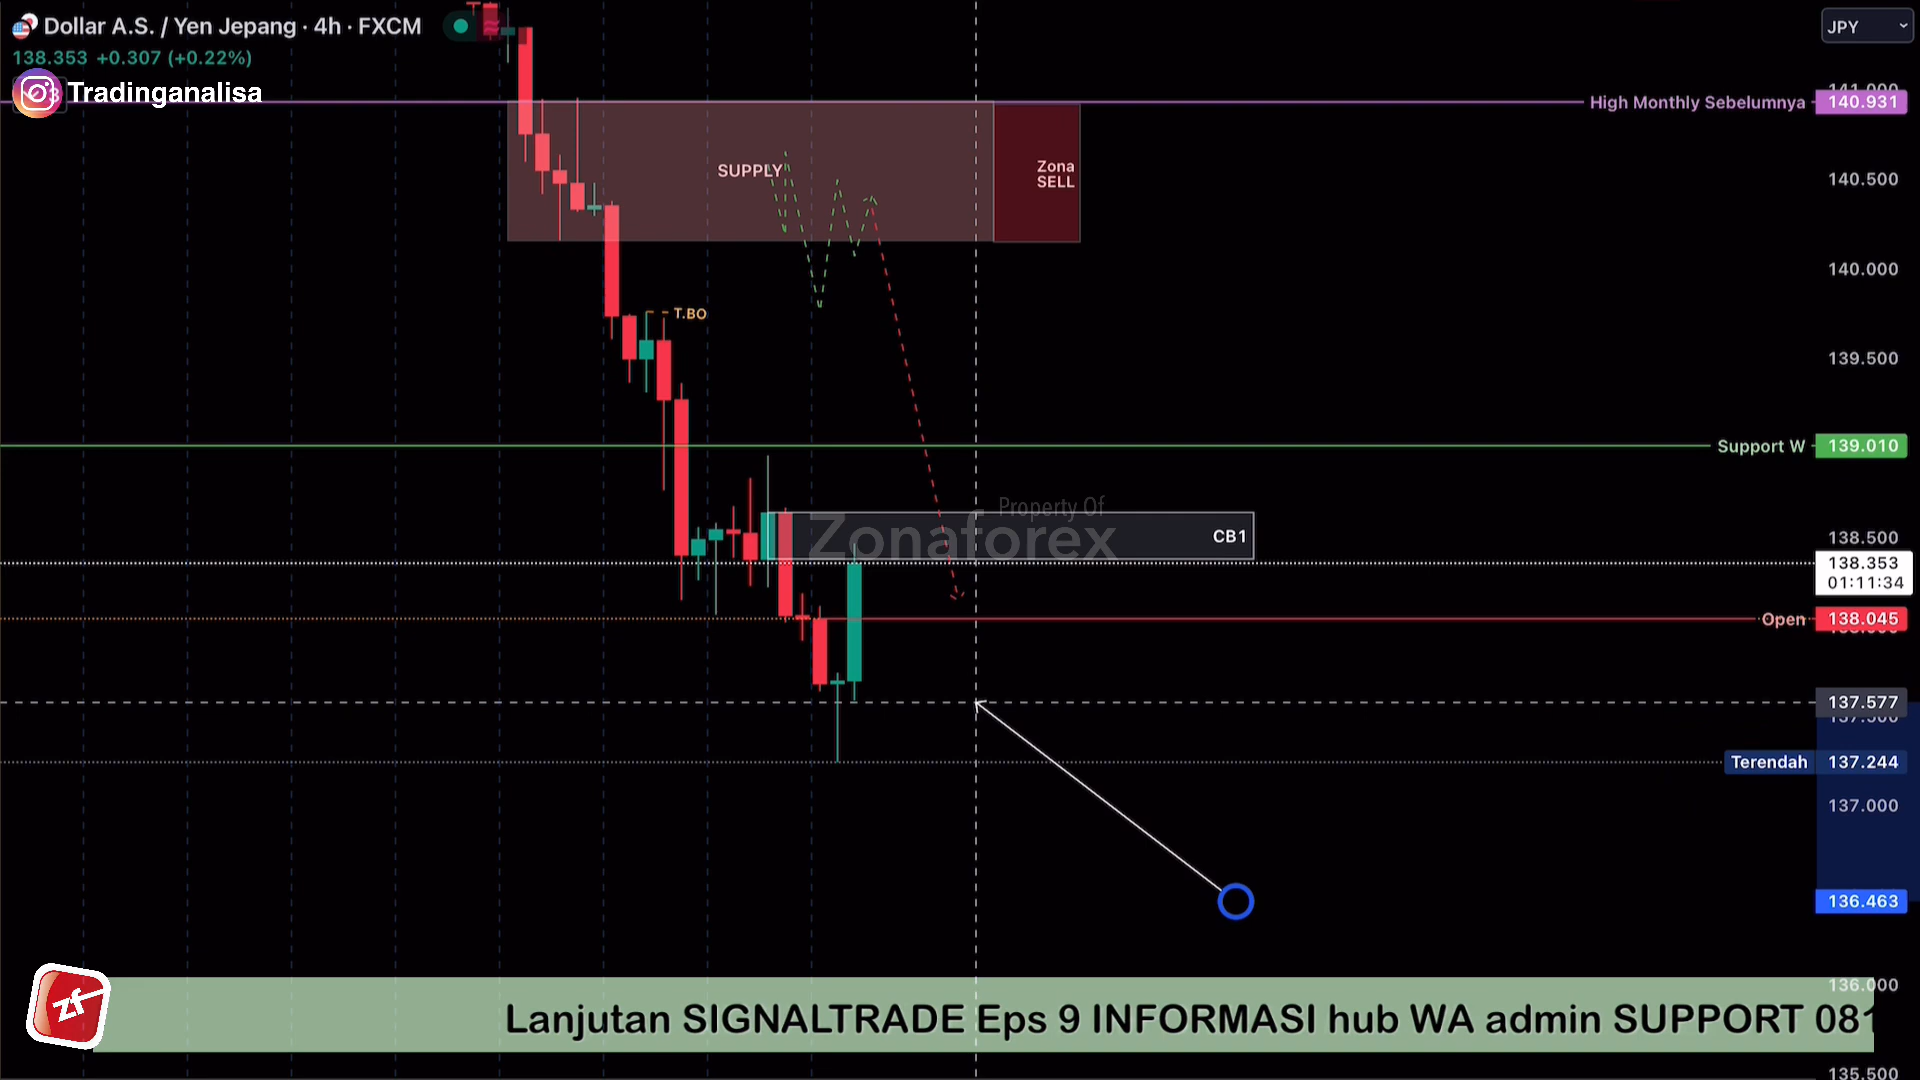 Dollar A.S. / Yen Jepang · 4h · FXCM
138.353 +0.307 (+0.22%)
Tradinganalisa
JPY
High Monthly Sebelumnya 140.931
SUPPLY
Zona
SELL
140.500
140.000
T.BO
139.500
Support W 139.010
Property Of
Zonaforex
CB1
138.500
138.353
01:11:34
Open 138.045
137.577
Terendah 137.244
137.000
136.463
136.000
zf
Lanjutan SIGNALTRADE Eps 9 INFORMASI hub WA admin SUPPORT 081
135.500